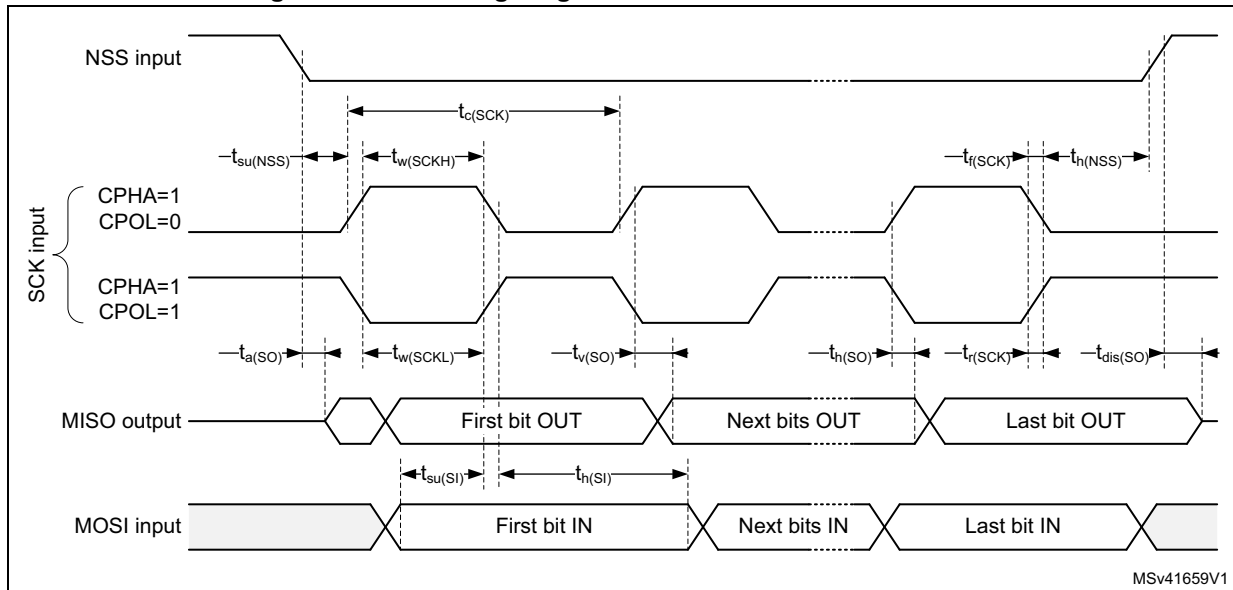 NSS input
tc(SCK)
tsu(NSS)
tw(SCKH)
tf(SCK)
th(NSS)
SCK input
CPHA=1
CPOL=0
CPHA=1
CPOL=1
ta(SO)
tw(SCKL)
tv(SO)
th(SO)
tr(SCK)
tdis(SO)
MISO output
First bit OUT
Next bits OUT
Last bit OUT
tsu(SI)
th(SI)
MOSI input
First bit IN
Next bits IN
Last bit IN
MSv41659V1